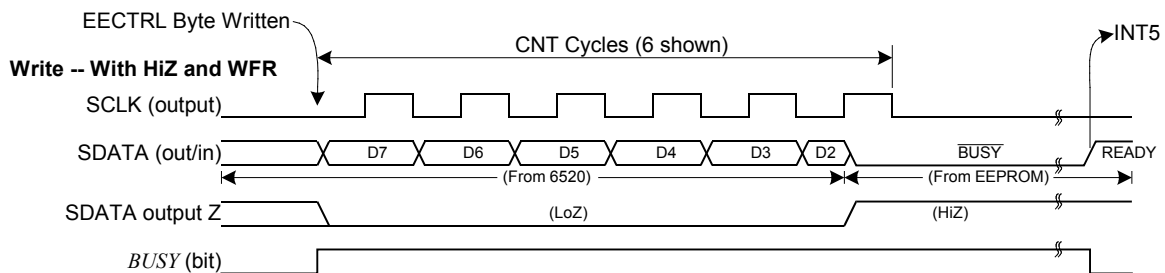 EECTRL Byte Written
INT5
CNT Cycles (6 shown)
Write -- With HiZ and WFR
SCLK (output)
SDATA (out/in) D7 D6 D5 D4 D3 D2 BUSY READY
(From 6520) (From EEPROM)
SDATA output Z (LoZ) (HiZ)
BUSY (bit)